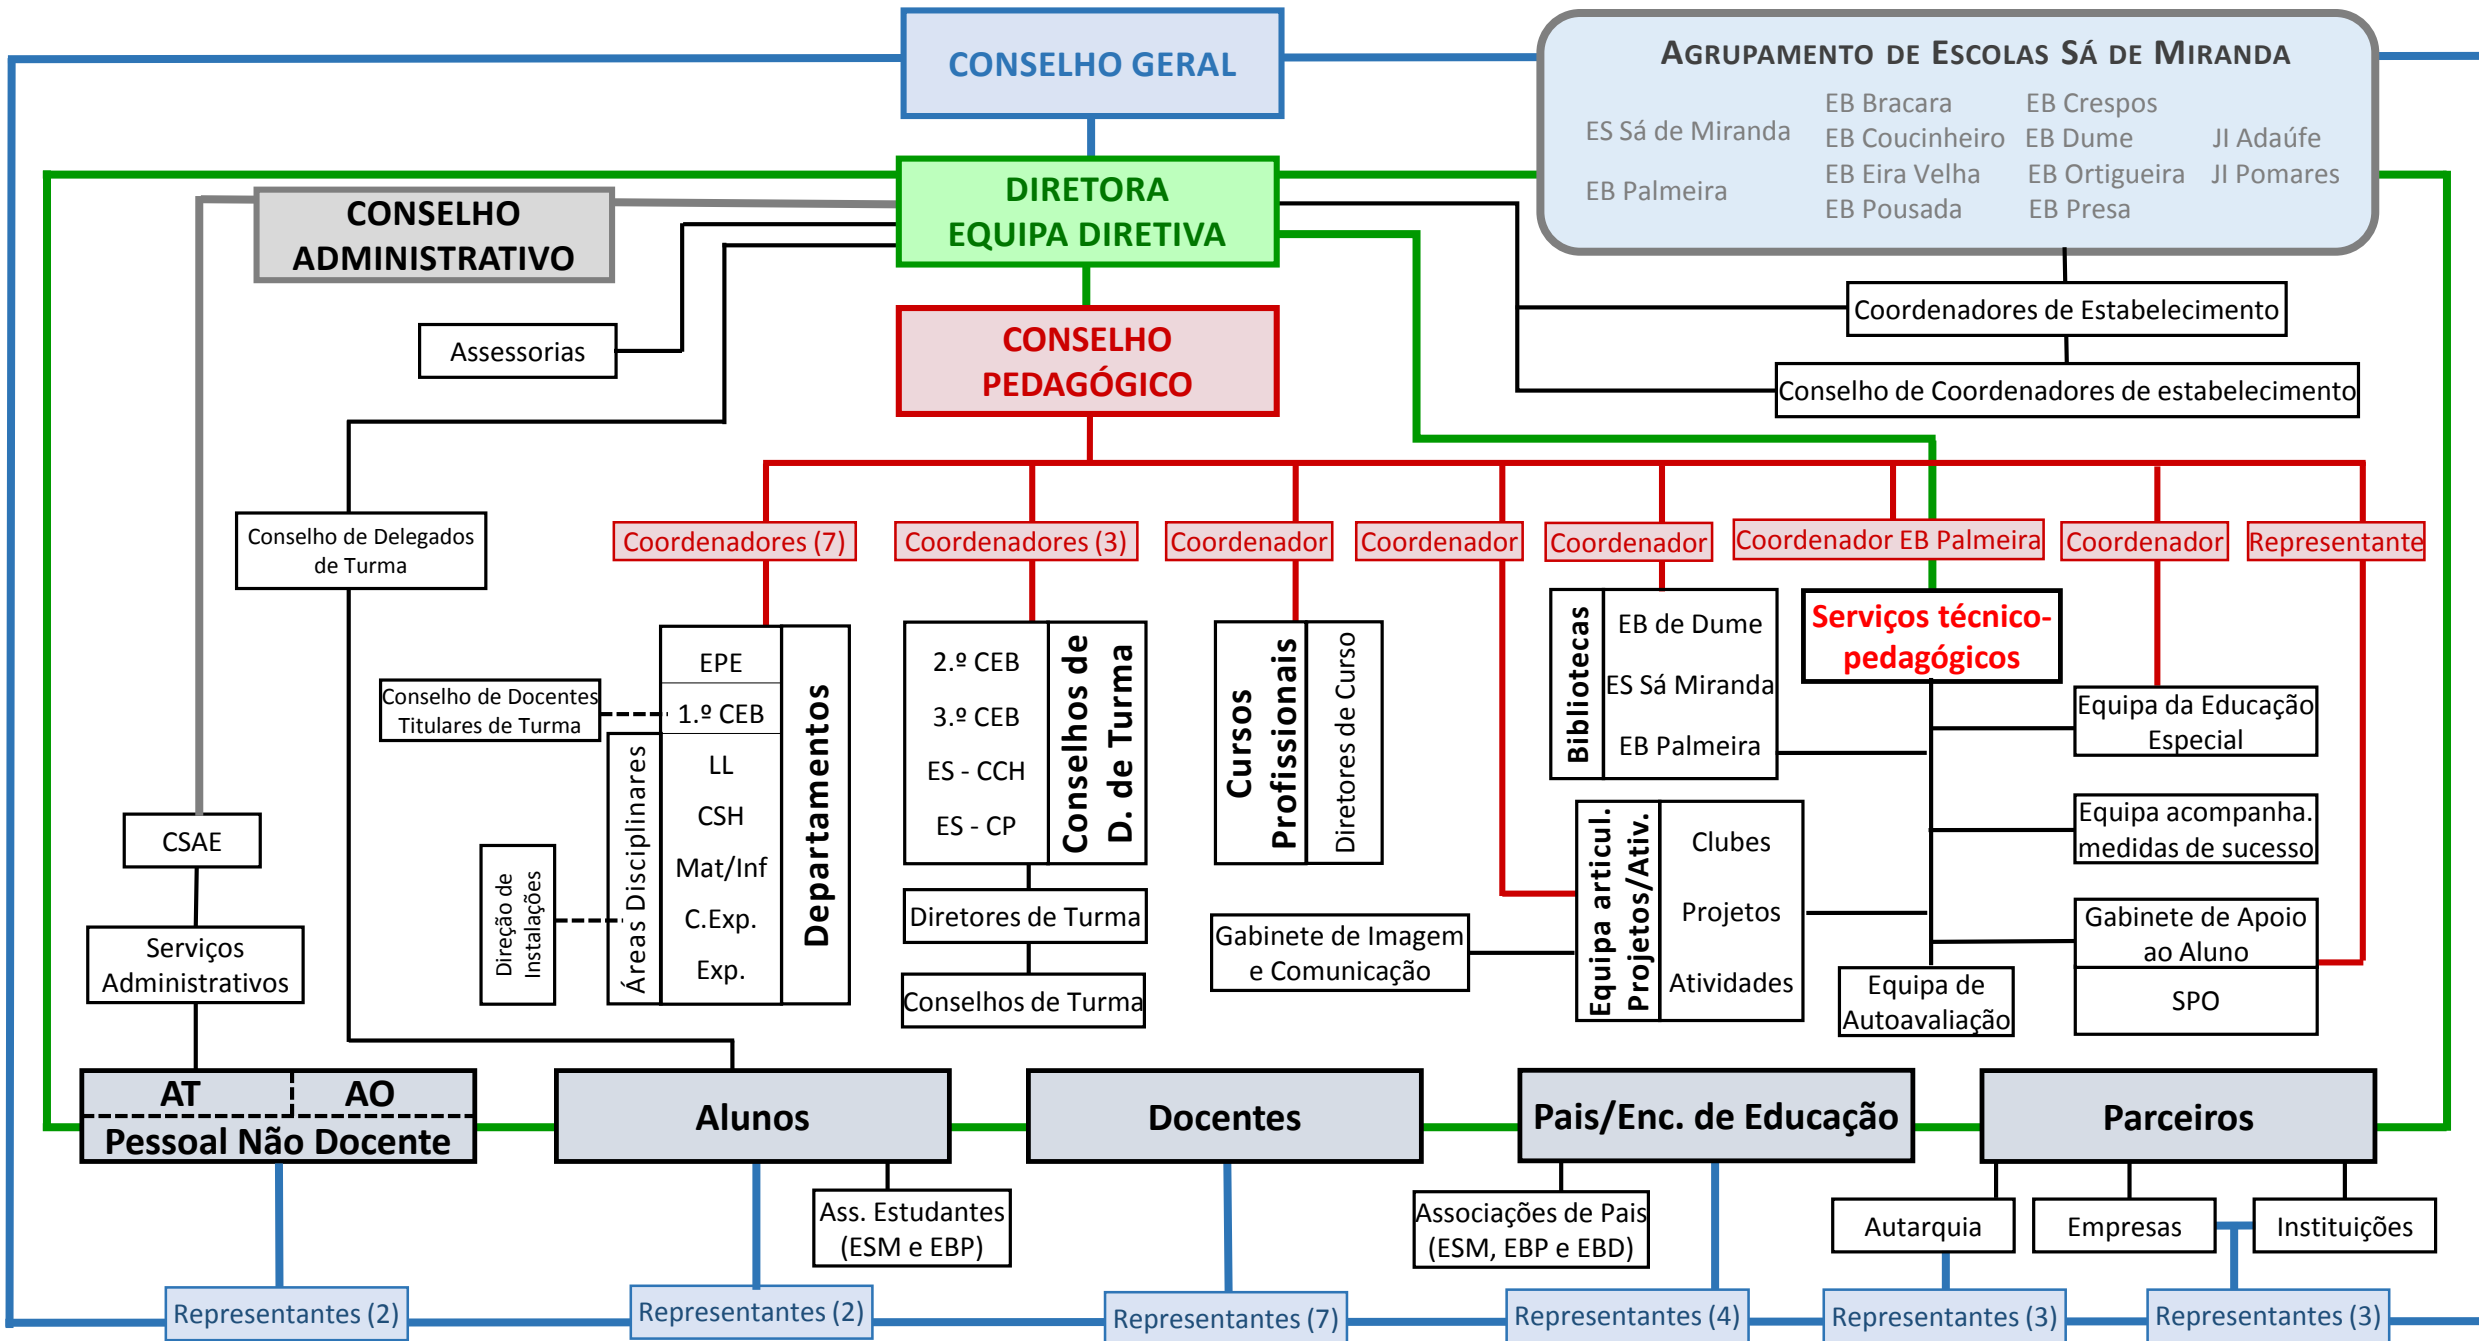 CONSELHO GERAL
AGRUPAMENTO DE ESCOLAS SÁ DE MIRANDA
ES Sá de Miranda
EB Palmeira
EB Bracara
EB Coucinheiro
EB Eira Velha
EB Pousada
EB Crespos
EB Dume
EB Ortigueira
EB Presa
JI Adaúfe
JI Pomares
DIRETORA
EQUIPA DIRETIVA
CONSELHO
ADMINISTRATIVO
Coordenadores de Estabelecimento
Assessorias
CONSELHO
PEDAGÓGICO
Conselho de Coordenadores de estabelecimento
Conselho de Delegados
de Turma
Coordenadores (7)
Coordenadores (3)
Coordenador
Coordenador
Coordenador
Coordenador EB Palmeira
Coordenador
Representante
Conselho de Docentes
Titulares de Turma
EPE
1.º CEB
LL
CSH
Mat/Inf
C.Exp.
Exp.
Áreas Disciplinares
Departamentos
Direção de
Instalações
2.º CEB
3.º CEB
ES - CCH
ES - CP
Conselhos de
D. de Turma
Diretores de Turma
Conselhos de Turma
Cursos
Profissionais
Diretores de Curso
Bibliotecas
EB de Dume
ES Sá Miranda
EB Palmeira
Serviços técnico-
pedagógicos
Equipa da Educação
Especial
Equipa acompanha.
medidas de sucesso
Gabinete de Apoio
ao Aluno
SPO
Equipa de
Autoavaliação
Equipa articul.
Projetos/Ativ.
Clubes
Projetos
Atividades
Gabinete de Imagem
e Comunicação
CSAE
Serviços
Administrativos
AT
AO
Pessoal Não Docente
Alunos
Docentes
Pais/Enc. de Educação
Parceiros
Ass. Estudantes
(ESM e EBP)
Associações de Pais
(ESM, EBP e EBD)
Autarquia
Empresas
Instituições
Representantes (2)
Representantes (2)
Representantes (7)
Representantes (4)
Representantes (3)
Representantes (3)